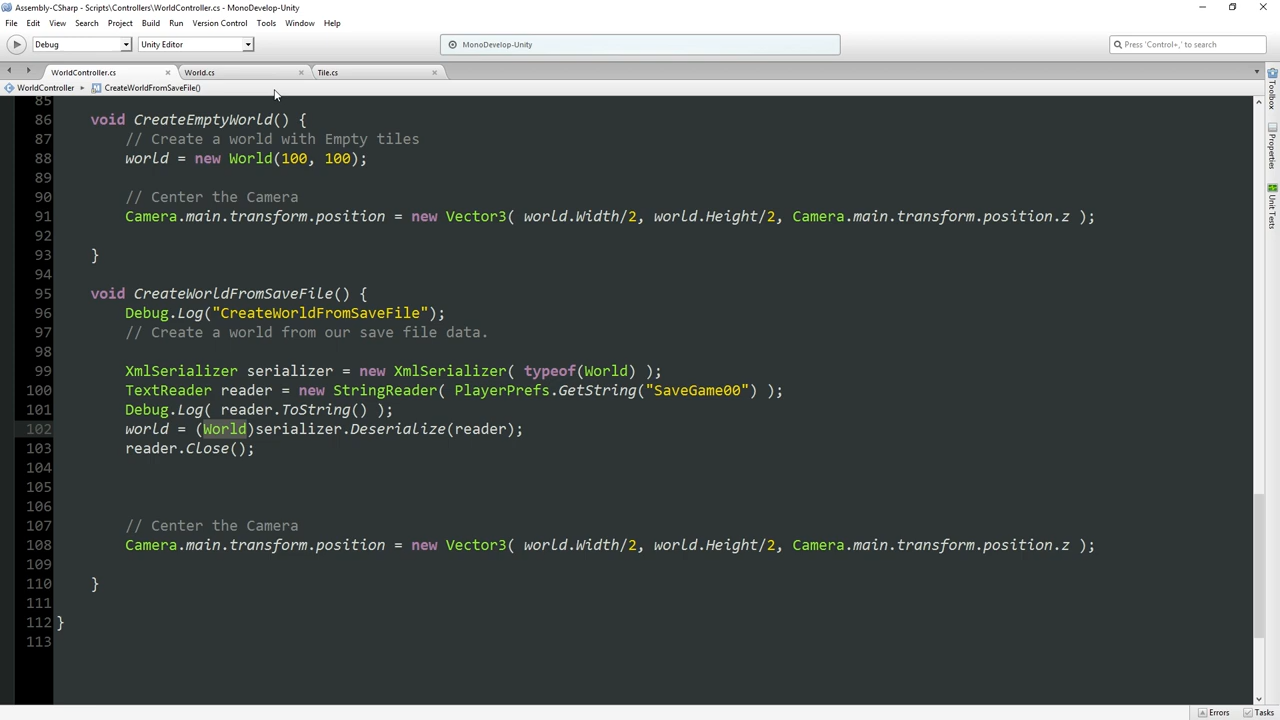 Assembly-CSharp - Scripts\Controllers\WorldController.cs - MonoDevelop-Unity
File Edit View Search Project Build Run Version Control Tools Window Help
Debug Unity Editor MonoDevelop-Unity Press 'Control+,' to search
WorldController.cs World.cs Tile.cs
WorldController CreateWorldFromSaveFile()
Toolbox
Properties
Unit Tests
85
86 void CreateEmptyWorld() {
87 // Create a world with Empty tiles
88 world = new World(100, 100);
89
90 // Center the Camera
91 Camera.main.transform.position = new Vector3( world.Width/2, world.Height/2, Camera.main.transform.position.z );
92
93 }
94
95 void CreateWorldFromSaveFile() {
96 Debug.Log("CreateWorldFromSaveFile");
97 // Create a world from our save file data.
98
99 XmlSerializer serializer = new XmlSerializer( typeof(World) );
100 TextReader reader = new StringReader( PlayerPrefs.GetString("SaveGame00") );
101 Debug.Log( reader.ToString() );
102 world = (World)serializer.Deserialize(reader);
103 reader.Close();
104
105
106
107 // Center the Camera
108 Camera.main.transform.position = new Vector3( world.Width/2, world.Height/2, Camera.main.transform.position.z );
109
110 }
111
112 }
113
Errors Tasks